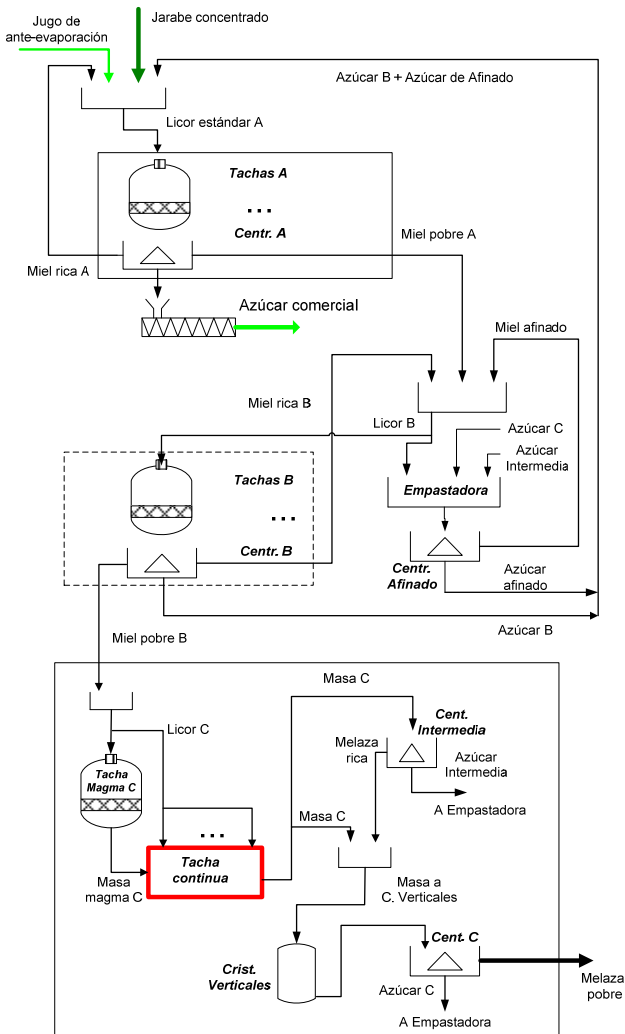 Jugo de
ante-evaporación
Jarabe concentrado
Azúcar B + Azúcar de Afinado
Licor estándar A
Tachas A
...
Centr. A
Miel rica A
Miel pobre A
Azúcar comercial
Miel afinado
Miel rica B
Licor B
Azúcar C
Azúcar
Intermedia
Empastadora
Tachas B
...
Centr. B
Centr.
Afinado
Azúcar
afinado
Azúcar B
Miel pobre B
Masa C
Licor C
Cent.
Intermedia
Melaza
rica
Azúcar
Intermedia
A Empastadora
Tacha
Magma C
...
Masa C
Tacha
continua
Masa
magma C
Masa a
C. Verticales
Crist.
Verticales
Cent. C
Azúcar C
Melaza
pobre
A Empastadora